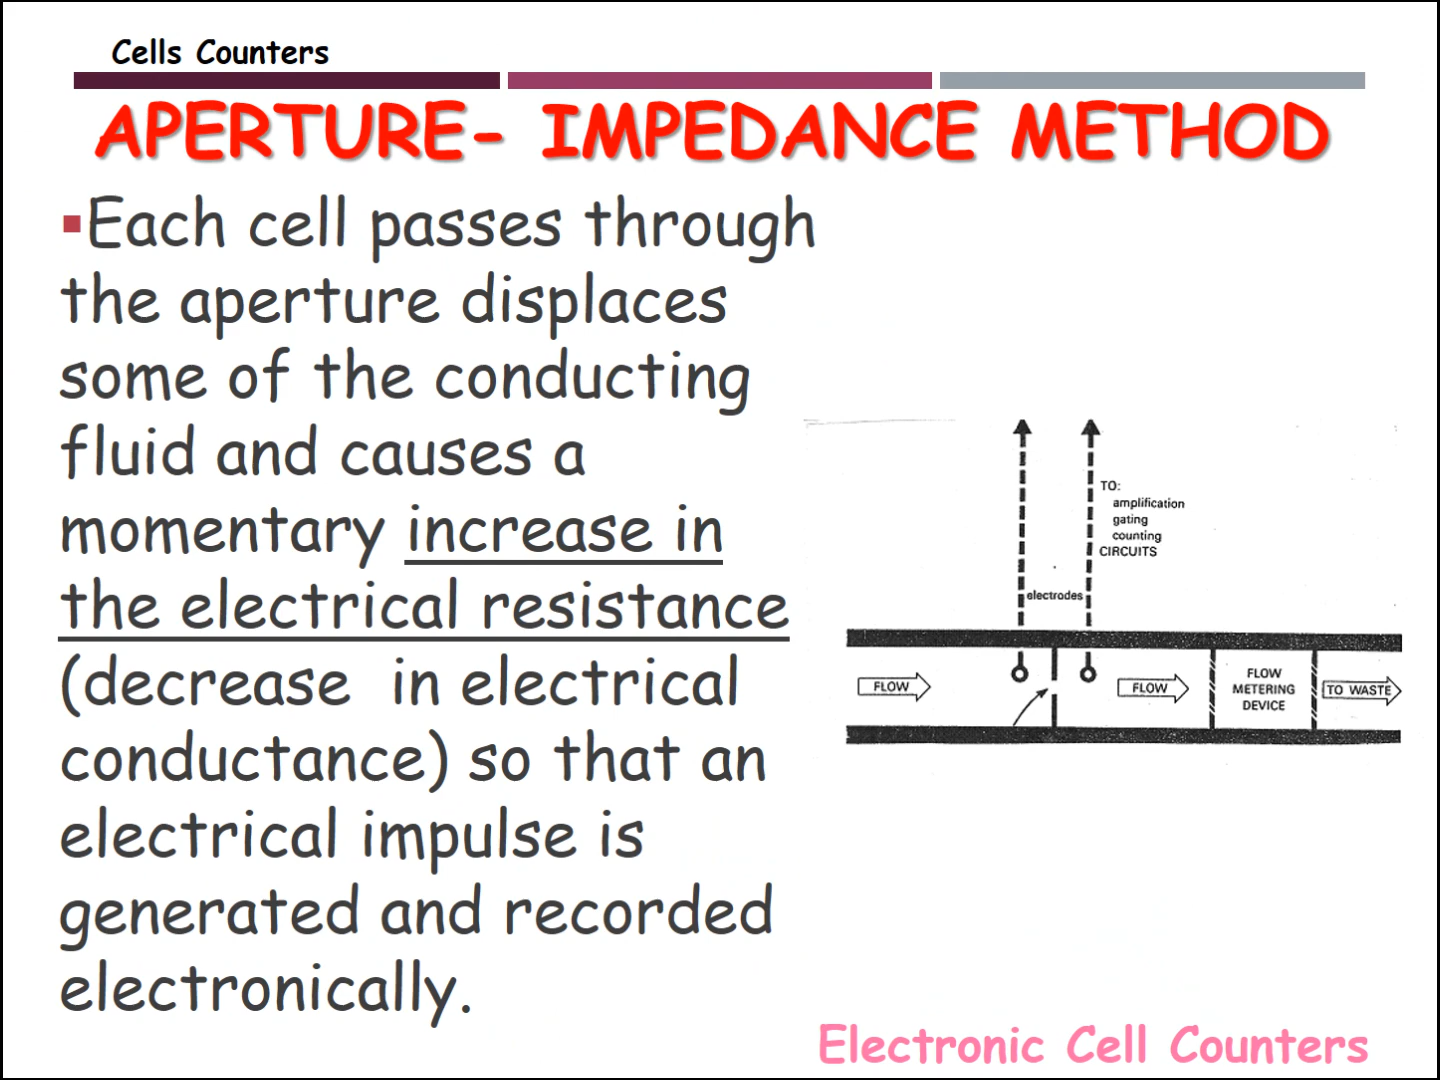 Cells Counters
APERTURE- IMPEDANCE METHOD
▪Each cell passes through
the aperture displaces
some of the conducting
fluid and causes a
momentary increase in
the electrical resistance
(decrease in electrical
conductance) so that an
electrical impulse is
generated and recorded
electronically.
TO:
amplification
gating
counting
CIRCUITS
electrodes
FLOW
FLOW
FLOW
METERING
DEVICE
TO WASTE
Electronic Cell Counters